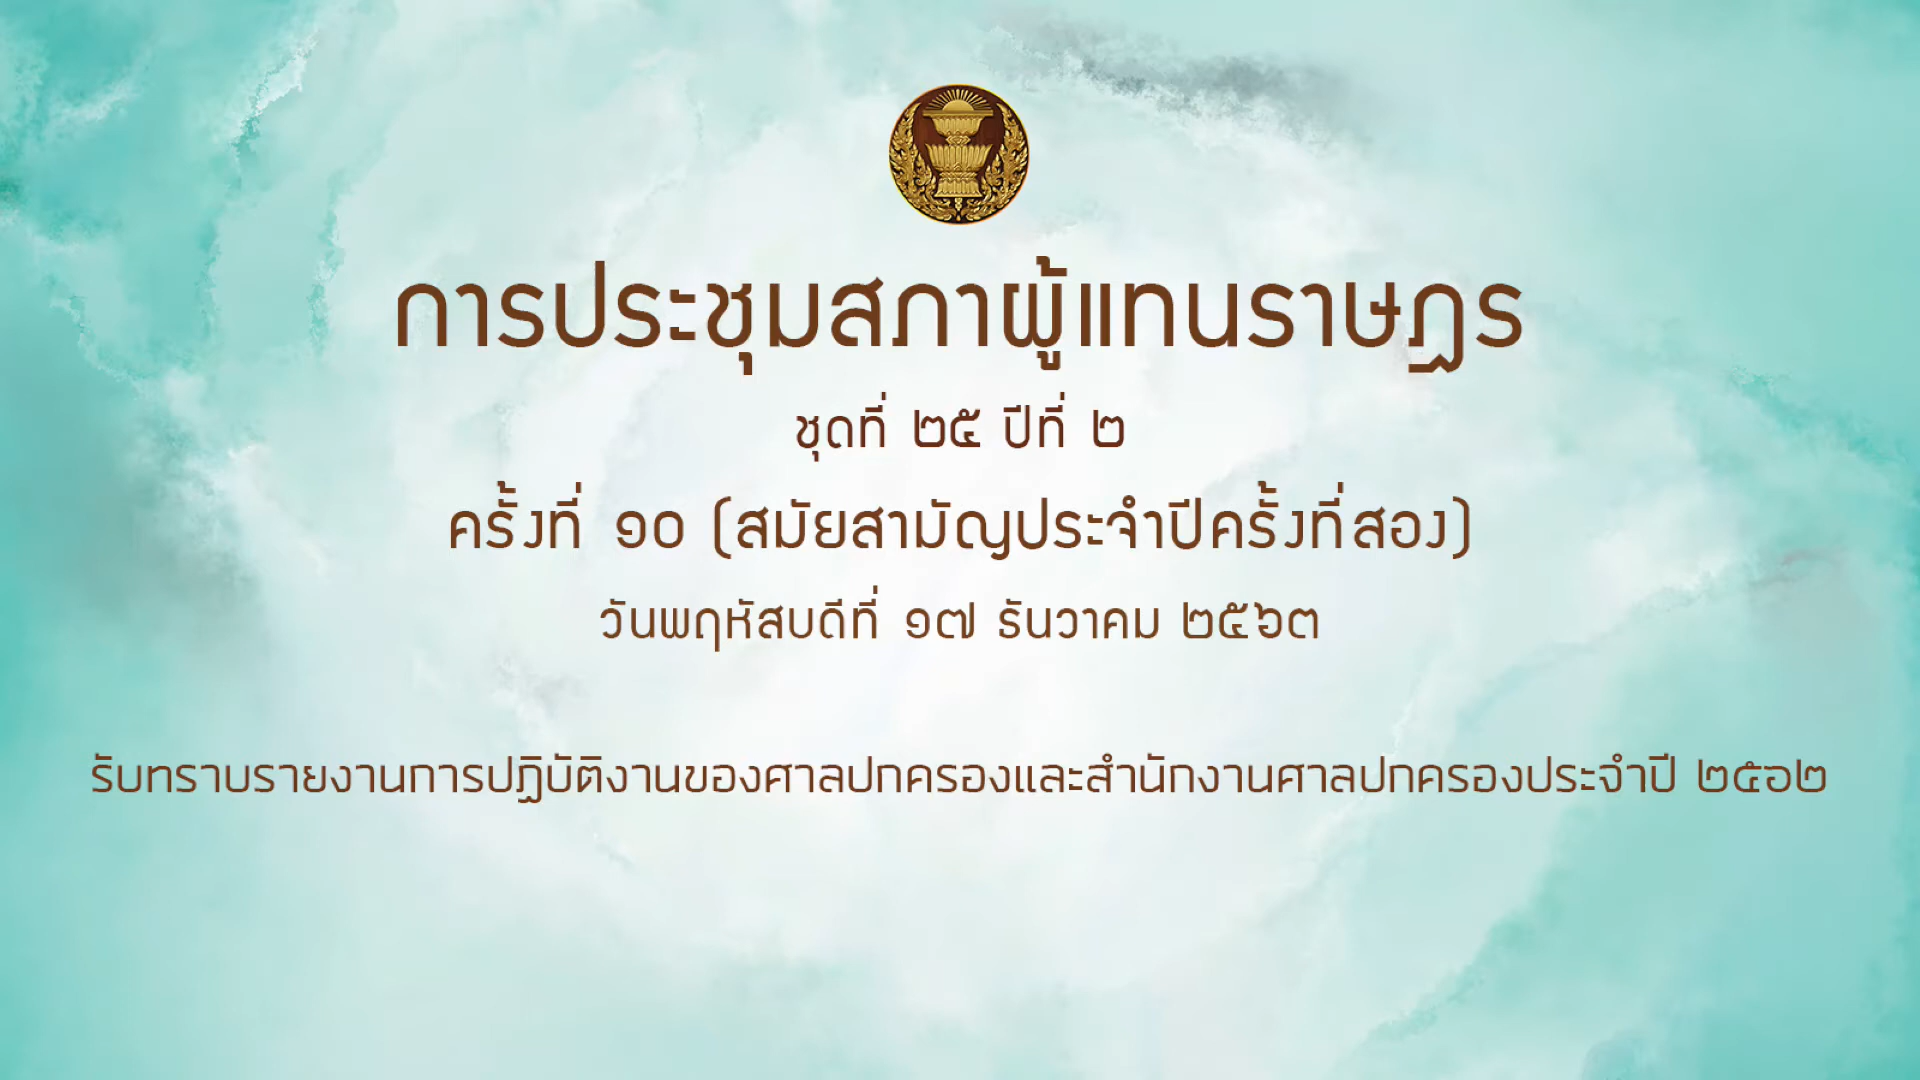 การประชุมสภาผู้แทนราษฎร
ชุดที่ ๒๕ ปีที่ ๒
ครั้งที่ ๑๐ (สมัยสามัญประจำปีครั้งที่สอง)
วันพฤหัสบดีที่ ๑๗ ธันวาคม ๒๕๖๓
รับทราบรายงานการปฏิบัติงานของศาลปกครองและสำนักงานศาลปกครองประจำปี ๒๕๖๒